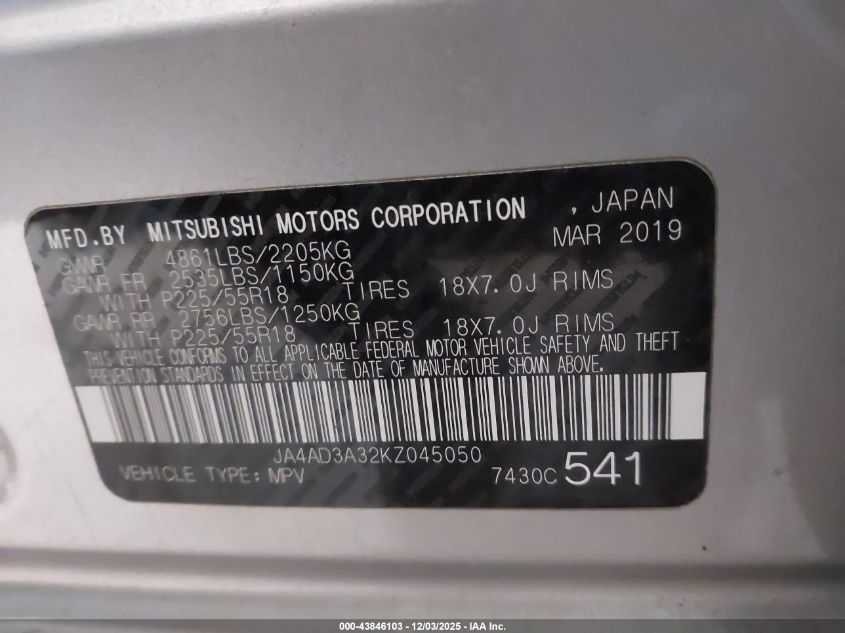 MFD.BY MITSUBISHI MOTORS CORPORATION , JAPAN
MAR 2019
GVWR 4861LBS/2205KG
GAWR FR 2535LBS/1150KG
WITH P225/55R18 TIRES 18X7.0J RIMS
GAWR RR 2756LBS/1250KG
WITH P225/55R18 TIRES 18X7.0J RIMS
THIS VEHICLE CONFORMS TO ALL APPLICABLE FEDERAL MOTOR VEHICLE SAFETY AND THEFT
PREVENTION STANDARDS IN EFFECT ON THE DATE OF MANUFACTURE SHOWN ABOVE.
JA4AD3A32KZ045050
VEHICLE TYPE: MPV 7430C 541
000-43846103 - 12/03/2025 - IAA Inc.